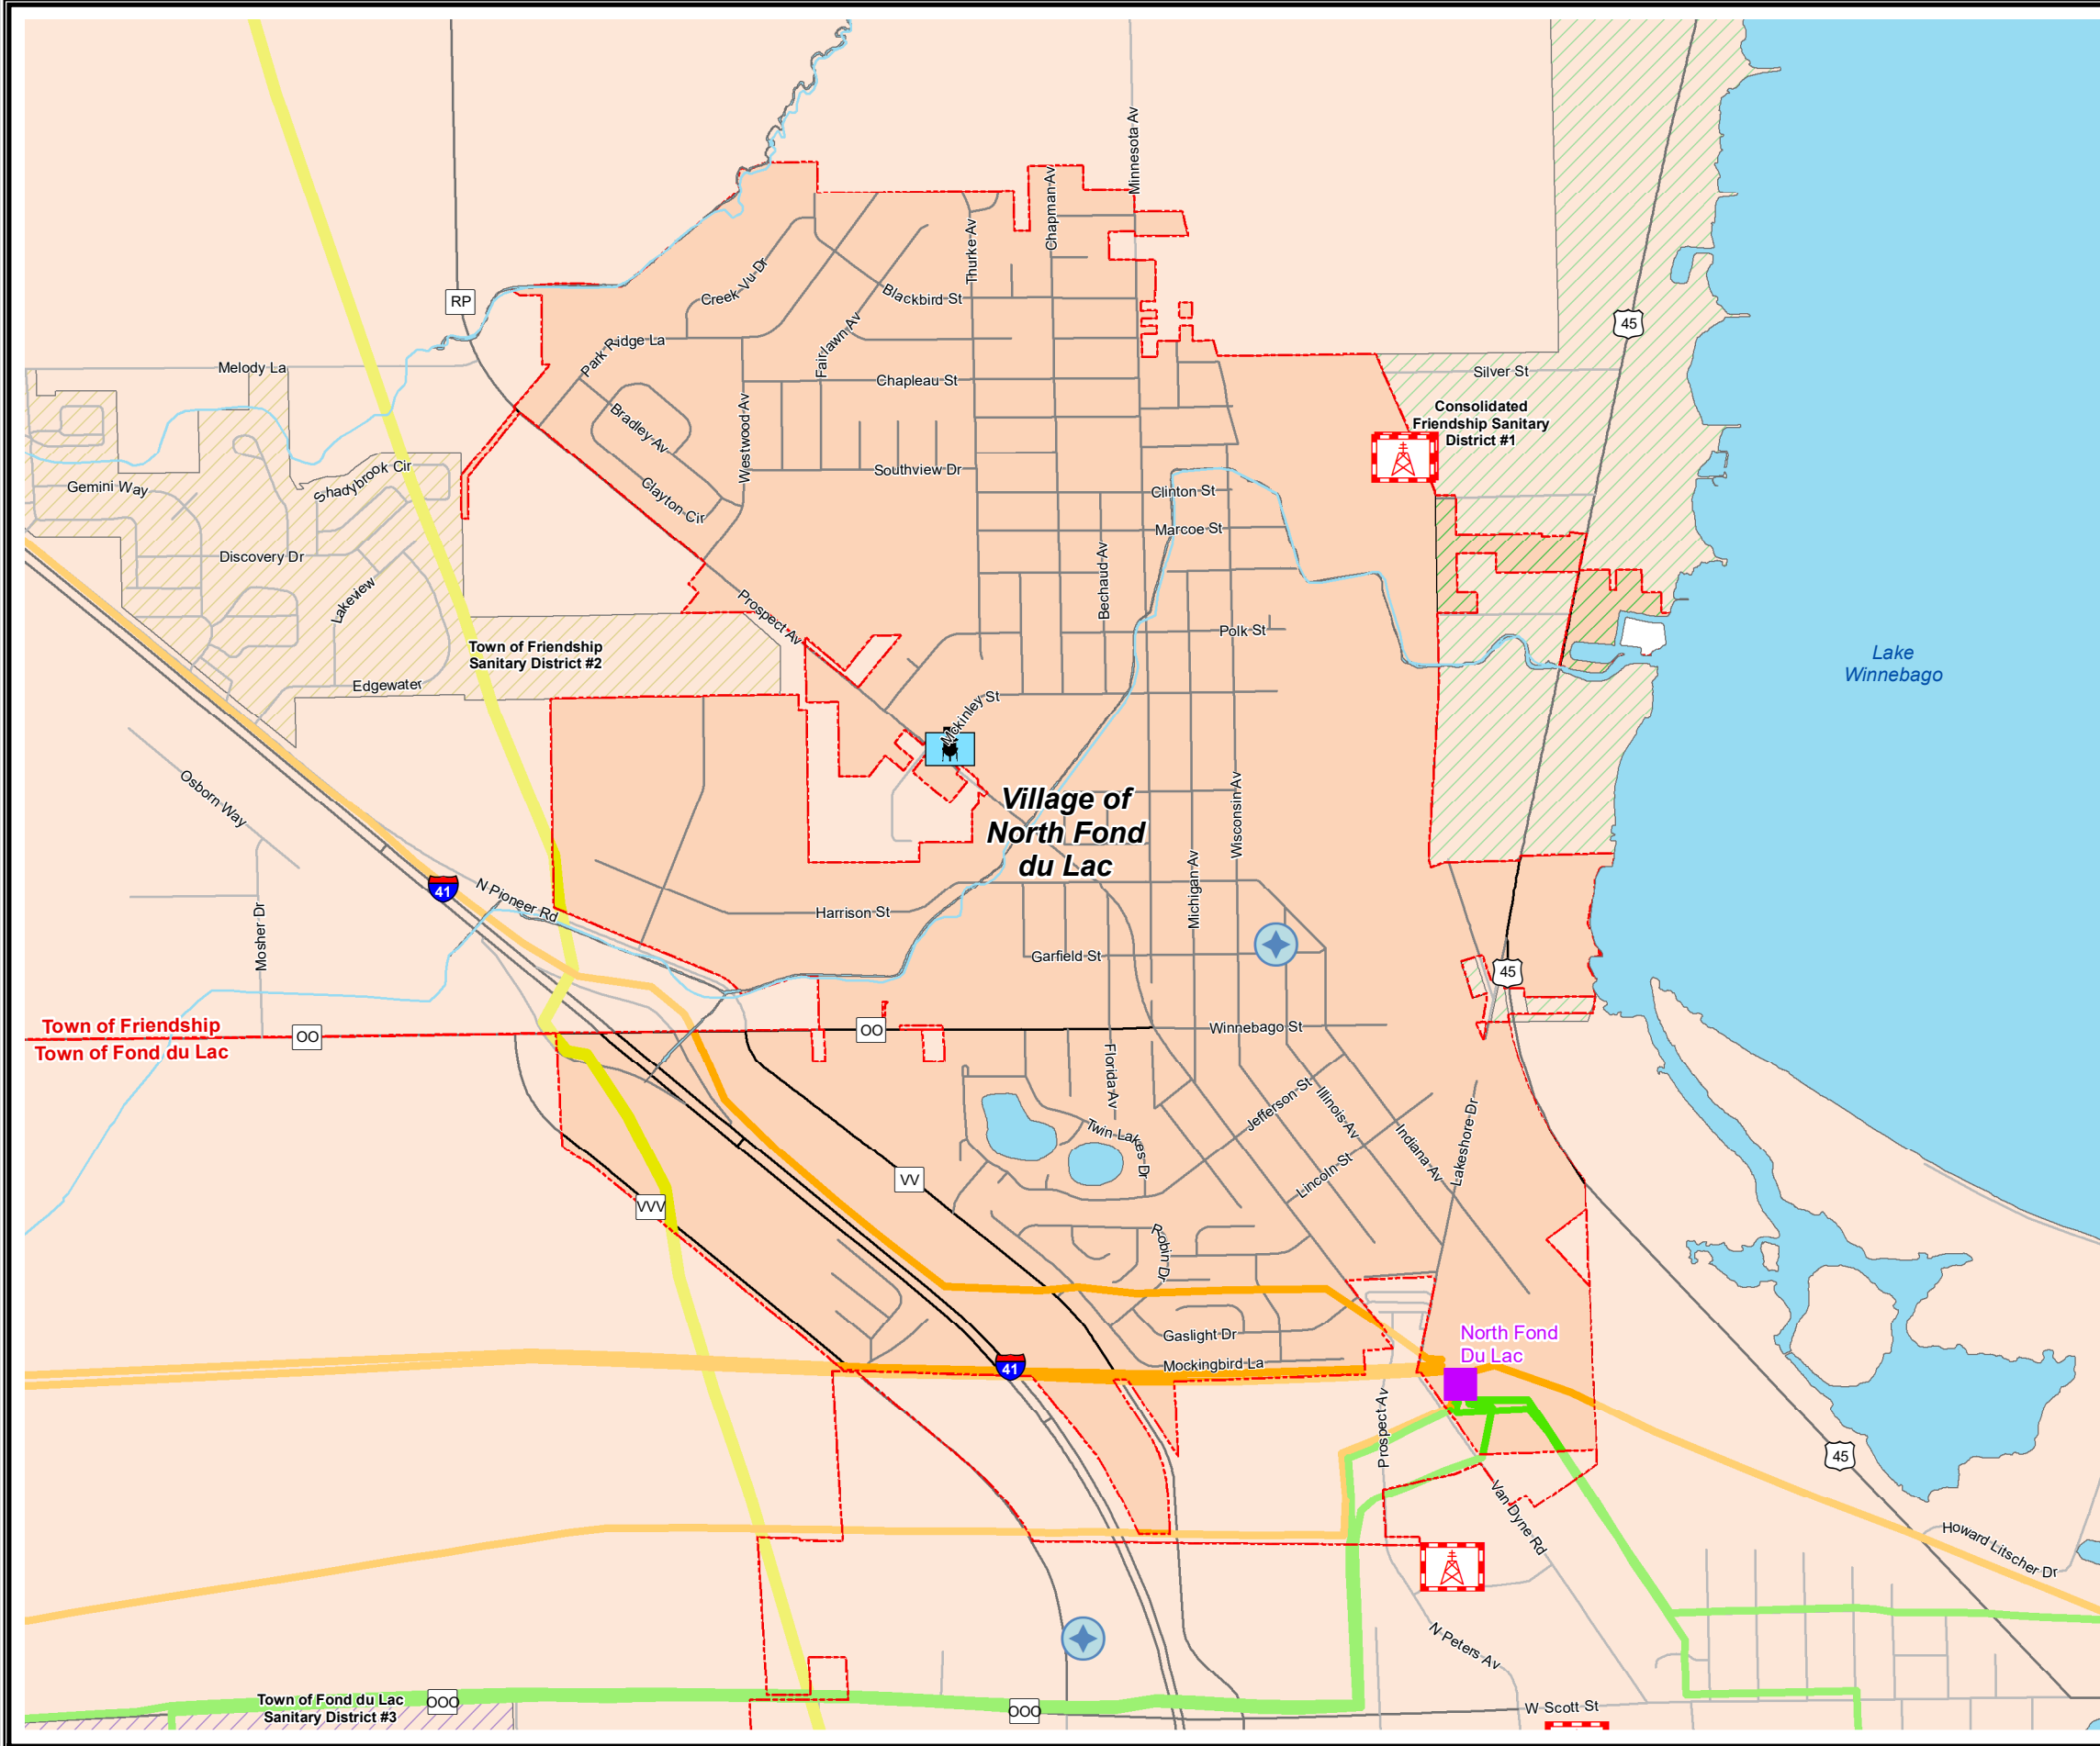 Minnesota Av
Chapman Av
Thurke Av
Creek Vu Dr
Blackbird St
RP
45
Park Ridge La
Fairlawn Av
Melody La
Chapleau St
Silver St
Consolidated
Friendship Sanitary
District #1
Bradley Av
Westwood Av
Southview Dr
Shadybrook Cir
Gemini Way
Clayton Cir
Clinton St
Marcoe St
Discovery Dr
Bechaud Av
Lakeview
Prospect Av
Polk St
Town of Friendship
Sanitary District #2
Lake
Winnebago
Edgewater
Mckinley St
Osborn Way
Village of
North Fond
du Lac
Wisconsin Av
Michigan Av
41
N Pioneer Rd
Harrison St
Mosher Dr
Garfield St
45
Town of Friendship
Town of Fond du Lac
OO
OO
Winnebago St
Florida Av
Jefferson St
Illinois Av
Indiana Av
Lakeshore Dr
Twin Lakes Dr
Lincoln St
VV
VVV
Robin Dr
Gaslight Dr
Mockingbird La
41
North Fond
Du Lac
Prospect Av
45
Van Dyne Rd
Howard Litscher Dr
N Peters Av
Town of Fond du Lac
Sanitary District #3
OOO
OOO
W Scott St